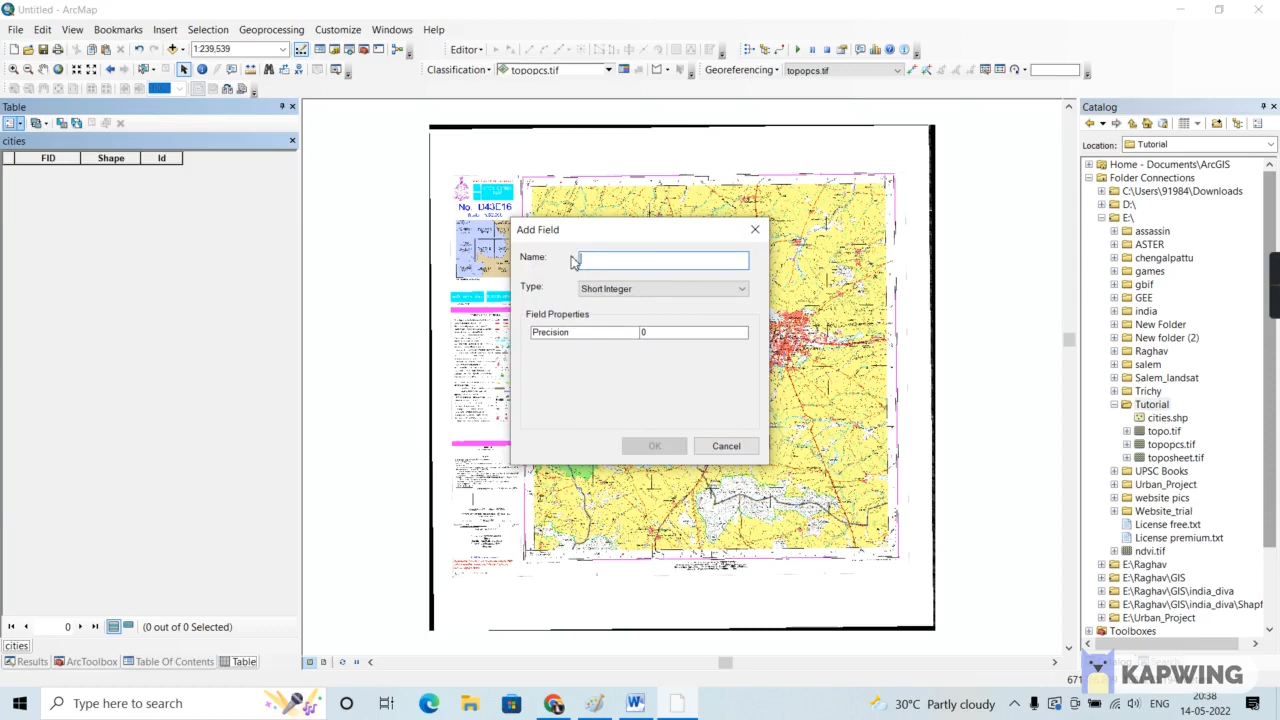 Untitled - ArcMap
File Edit View Bookmarks Insert Selection Geoprocessing Customize Windows Help
1:239,539
Editor
Classification
topopcs.tif
Georeferencing
topopcs.tif
Table
cities
FID Shape Id
0
(0 out of 0 Selected)
cities
Results ArcToolbox Table Of Contents Table
No. D43E16
Add Field
Name:
Type: Short Integer
Field Properties
Precision 0
OK Cancel
Catalog
Location: Tutorial
Home - Documents\ArcGIS
Folder Connections
C:\Users\91984\Downloads
D:\
E:\
assassin
ASTER
chengalpattu
games
gbif
GEE
india
New Folder
New folder (2)
Raghav
salem
Salem_landsat
Trichy
Tutorial
cities.shp
topo.tif
topopcs.tif
toposheet.tif
UPSC Books
Urban_Project
website pics
Website_trial
License free.txt
License premium.txt
ndvi.tif
E:\Raghav
E:\Raghav\GIS
E:\Raghav\GIS\india_diva
E:\Raghav\GIS\india_diva\Shapf
E:\Urban_Project
Toolboxes
KAPWING
Type here to search
30°C Partly cloudy
ENG
20:38
14-05-2022